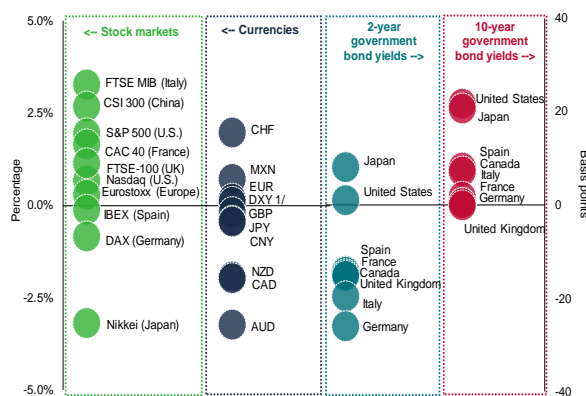 5.0%
2.5%
0.0%
-2.5%
-5.0%
Percentage
<-- Stock markets
FTSE MIB (Italy)
CSI 300 (China)
S&P 500 (U.S.)
CAC 40 (France)
FTSE-100 (UK)
Nasdaq (U.S.)
Eurostoxx (Europe)
IBEX (Spain)
DAX (Germany)
Nikkei (Japan)
<-- Currencies
CHF
MXN
EUR
DXY 1/
GBP
JPY
CNY
NZD
CAD
AUD
2-year
government
bond yields -->
Japan
United States
Spain
France
Canada
United Kingdom
Italy
Germany
10-year
government
bond yields -->
United States
Japan
Spain
Canada
Italy
France
Germany
United Kingdom
40
20
0
-20
-40
Basis points